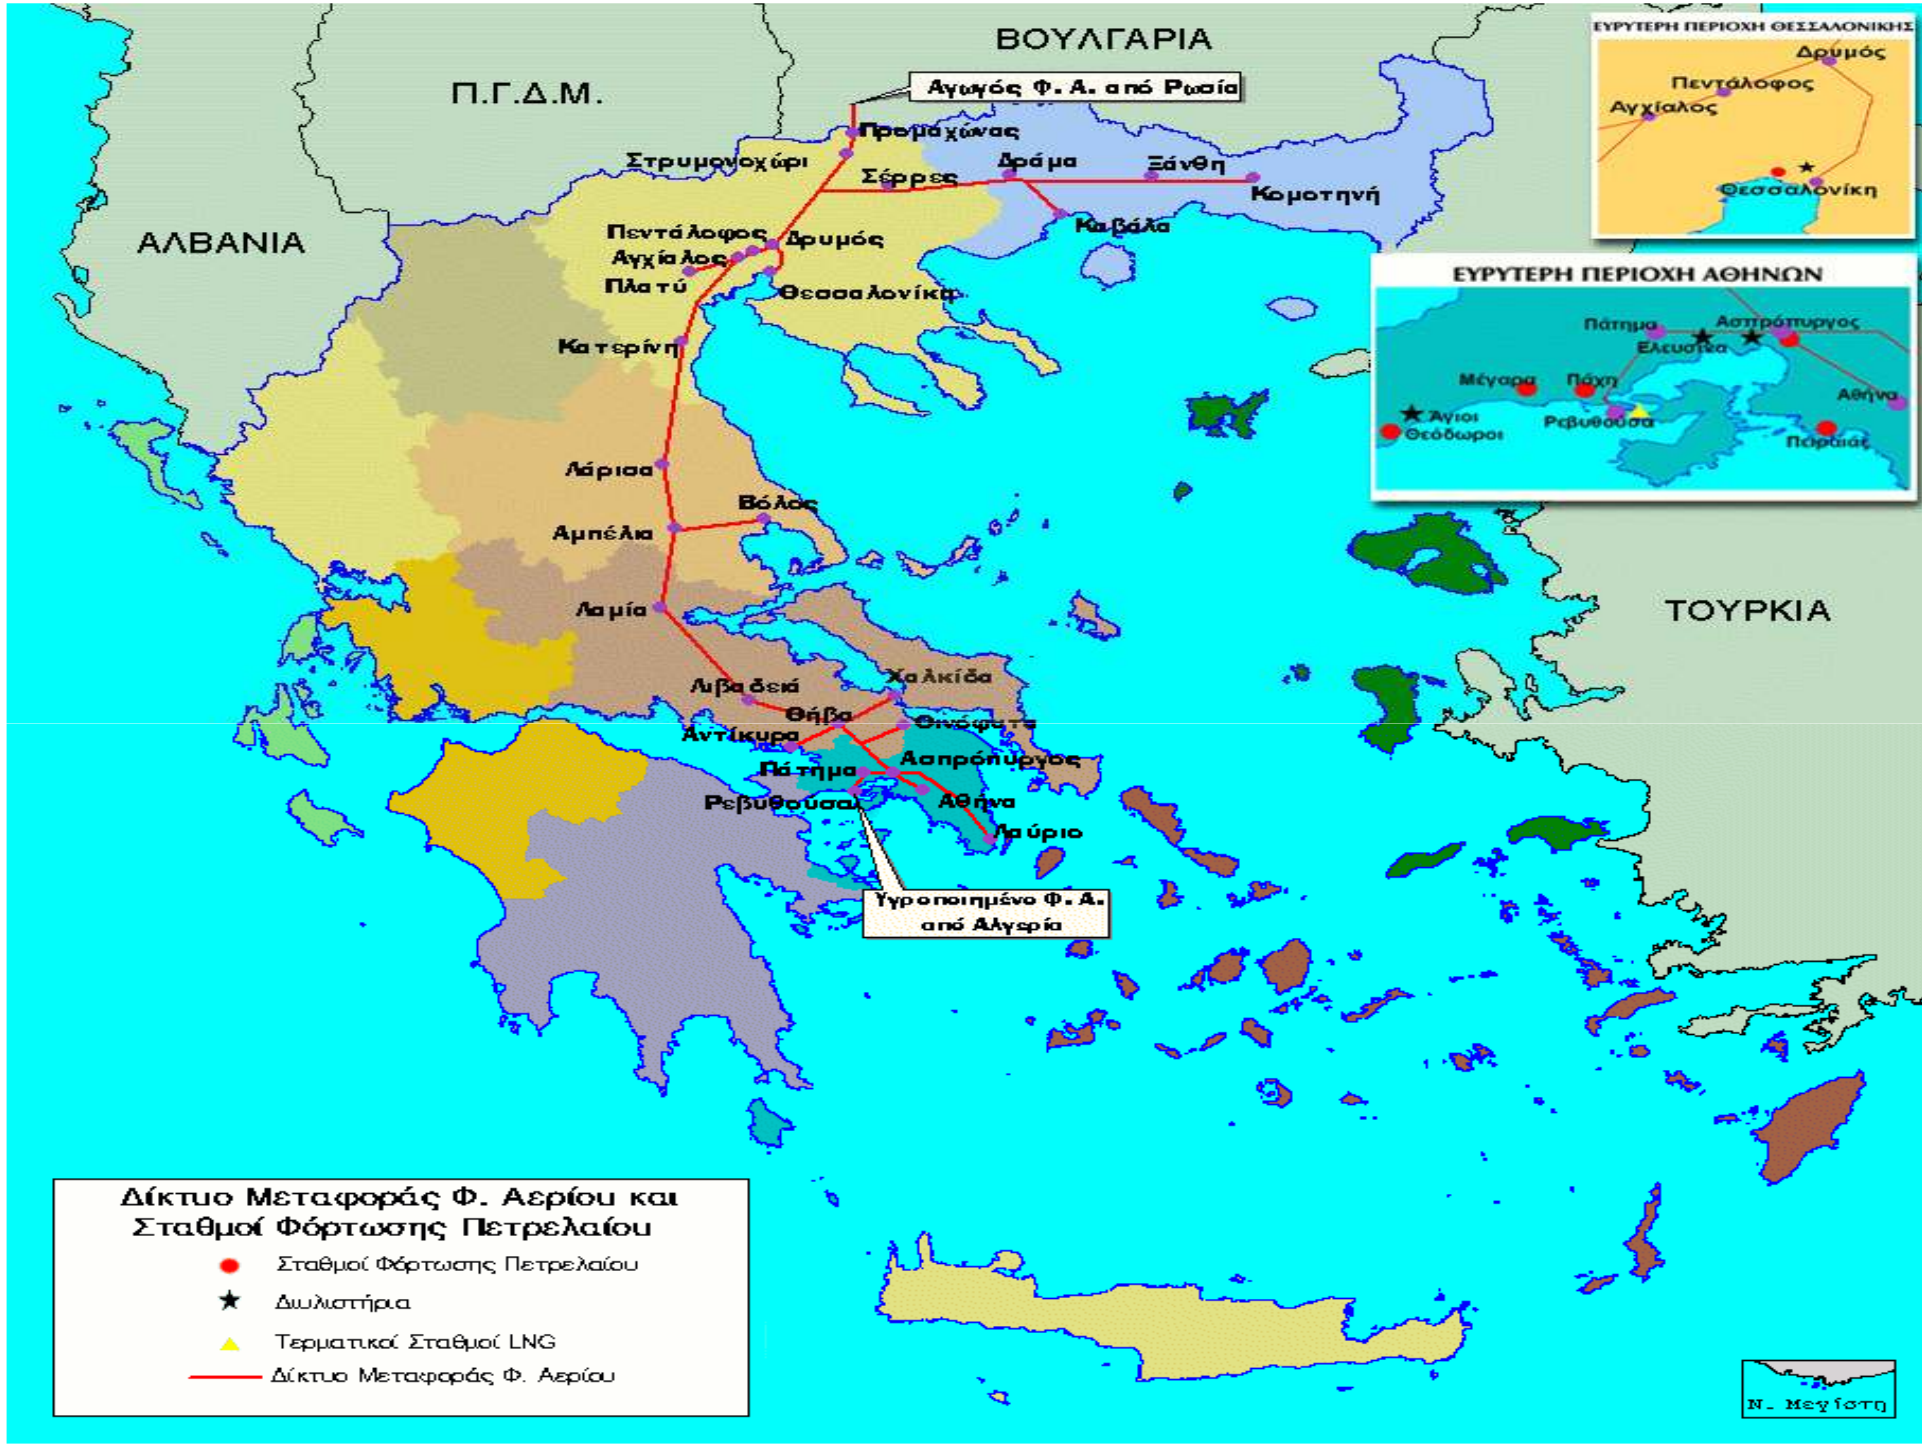 ΒΟΥΛΓΑΡΙΑ
Π.Γ.Δ.Μ.
ΑΛΒΑΝΙΑ
ΤΟΥΡΚΙΑ
Αγωγός Φ. Α. από Ρωσία
Προμαχώνας
Στρυμονοχώρι
Σέρρες
Δράμα
Ξάνθη
Κομοτηνή
Καβάλα
Πεντάλοφος
Δρυμός
Αγχίαλος
Πλατύ
Θεσσαλονίκη
Κατερίνη
Λάρισα
Βόλος
Αμπέλια
Λαμία
Λιβαδειά
Χαλκίδα
Θήβα
Οινόφυτα
Αντίκυρα
Πάτημα
Ασπρόπυργος
Ρεβυθούσα
Αθήνα
Λαύριο
Υγροποιημένο Φ. Α.
από Αλγερία
ΕΥΡΥΤΕΡΗ ΠΕΡΙΟΧΗ ΘΕΣΣΑΛΟΝΙΚΗΣ
Δρυμός
Πεντάλοφος
Αγχίαλος
Θεσσαλονίκη
ΕΥΡΥΤΕΡΗ ΠΕΡΙΟΧΗ ΑΘΗΝΩΝ
Πάτημα
Ασπρόπυργος
Ελευσίνα
Μέγαρα
Πάχη
Αθήνα
Άγιοι
Θεόδωροι
Ρεβυθούσα
Πειραιάς
Δίκτυο Μεταφοράς Φ. Αερίου και
Σταθμοί Φόρτωσης Πετρελαίου
Σταθμοί Φόρτωσης Πετρελαίου
Διυλιστήρια
Τερματικοί Σταθμοί LNG
Δίκτυο Μεταφοράς Φ. Αερίου
Ν. Μεγίστη